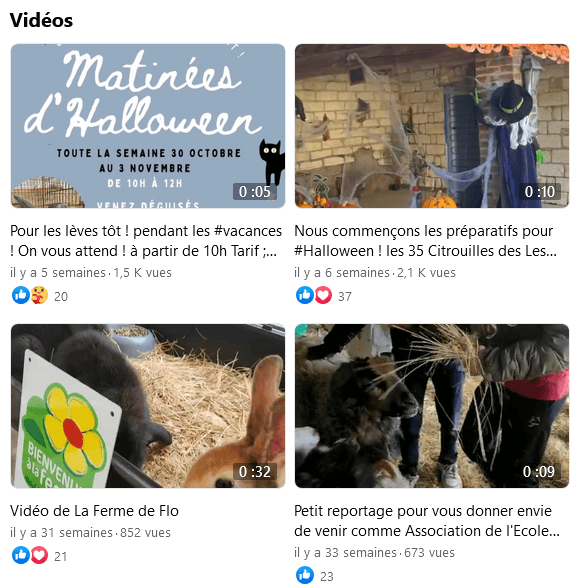 Vidéos
Matinées
d'Halloween
TOUTE LA SEMAINE 30 OCTOBRE
AU 3 NOVEMBRE
DE 10H À 12H
VENEZ DÉGUISÉS
0 :05
0 :10
Pour les lèves tôt ! pendant les #vacances
! On vous attend ! à partir de 10h Tarif ;...
il y a 5 semaines · 1,5 K vues
20
Nous commençons les préparatifs pour
#Halloween ! les 35 Citrouilles des Les...
il y a 6 semaines · 2,1 K vues
37
BIENVENUE
à la Fe
0 :32
0 :09
Vidéo de La Ferme de Flo
il y a 31 semaines · 852 vues
21
Petit reportage pour vous donner envie
de venir comme Association de l'Ecole...
il y a 33 semaines · 673 vues
23